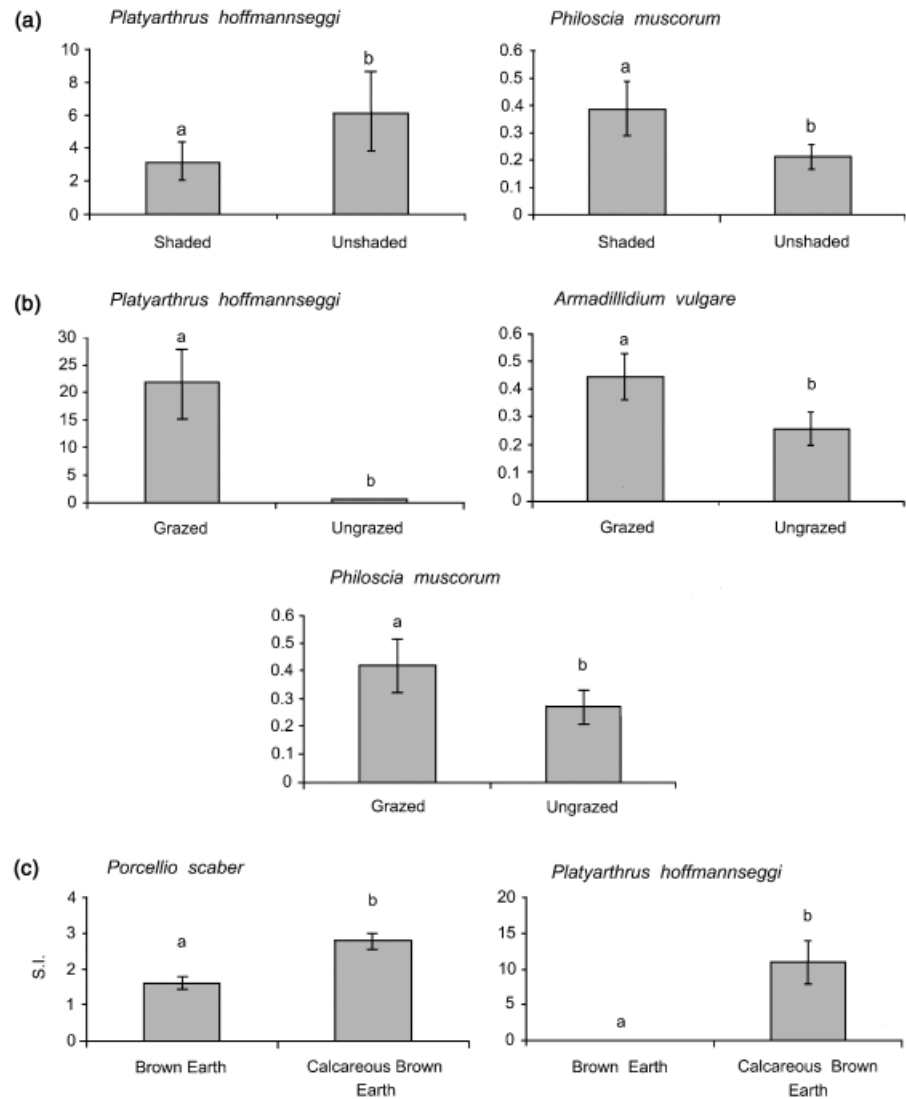 (a)
Platyarthrus hoffmannseggi
10
8
6
4
2
0
a
b
Shaded
Unshaded
Philoscia muscorum
0.6
0.5
0.4
0.3
0.2
0.1
0
a
b
Shaded
Unshaded
(b)
Platyarthrus hoffmannseggi
30
25
20
15
10
5
0
a
b
Grazed
Ungrazed
Armadillidium vulgare
0.6
0.5
0.4
0.3
0.2
0.1
0
a
b
Grazed
Ungrazed
Philoscia muscorum
0.6
0.5
0.4
0.3
0.2
0.1
0
a
b
Grazed
Ungrazed
(c)
Porcellio scaber
S.I.
4
3
2
1
0
a
b
Brown Earth
Calcareous Brown
Earth
Platyarthrus hoffmannseggi
20
15
10
5
0
a
b
Brown Earth
Calcareous Brown
Earth